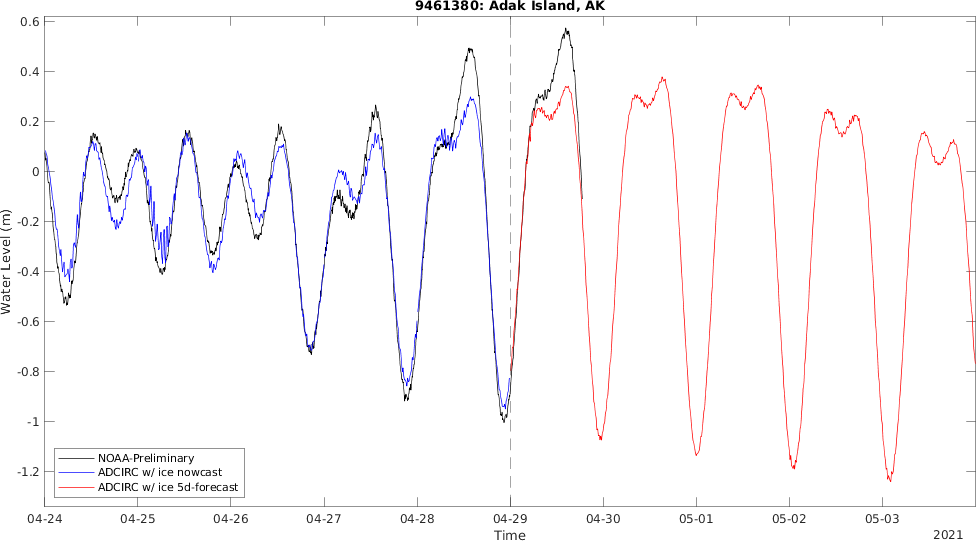 9461380: Adak Island, AK
Water Level (m)
0.6
0.4
0.2
0
-0.2
-0.4
-0.6
-0.8
-1
-1.2
NOAA-Preliminary
ADCIRC w/ ice nowcast
ADCIRC w/ ice 5d-forecast
04-24 04-25 04-26 04-27 04-28 04-29 04-30 05-01 05-02 05-03
Time
2021